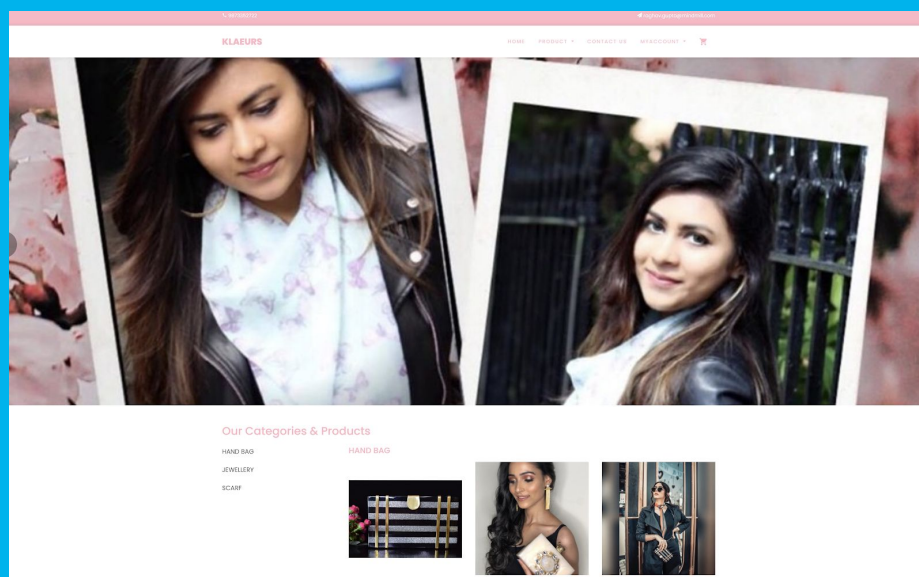 KLAEURS
HOME PRODUCT CONTACT US MYACCOUNT
Our Categories & Products
HAND BAG
HAND BAG
JEWELLERY
SCARF